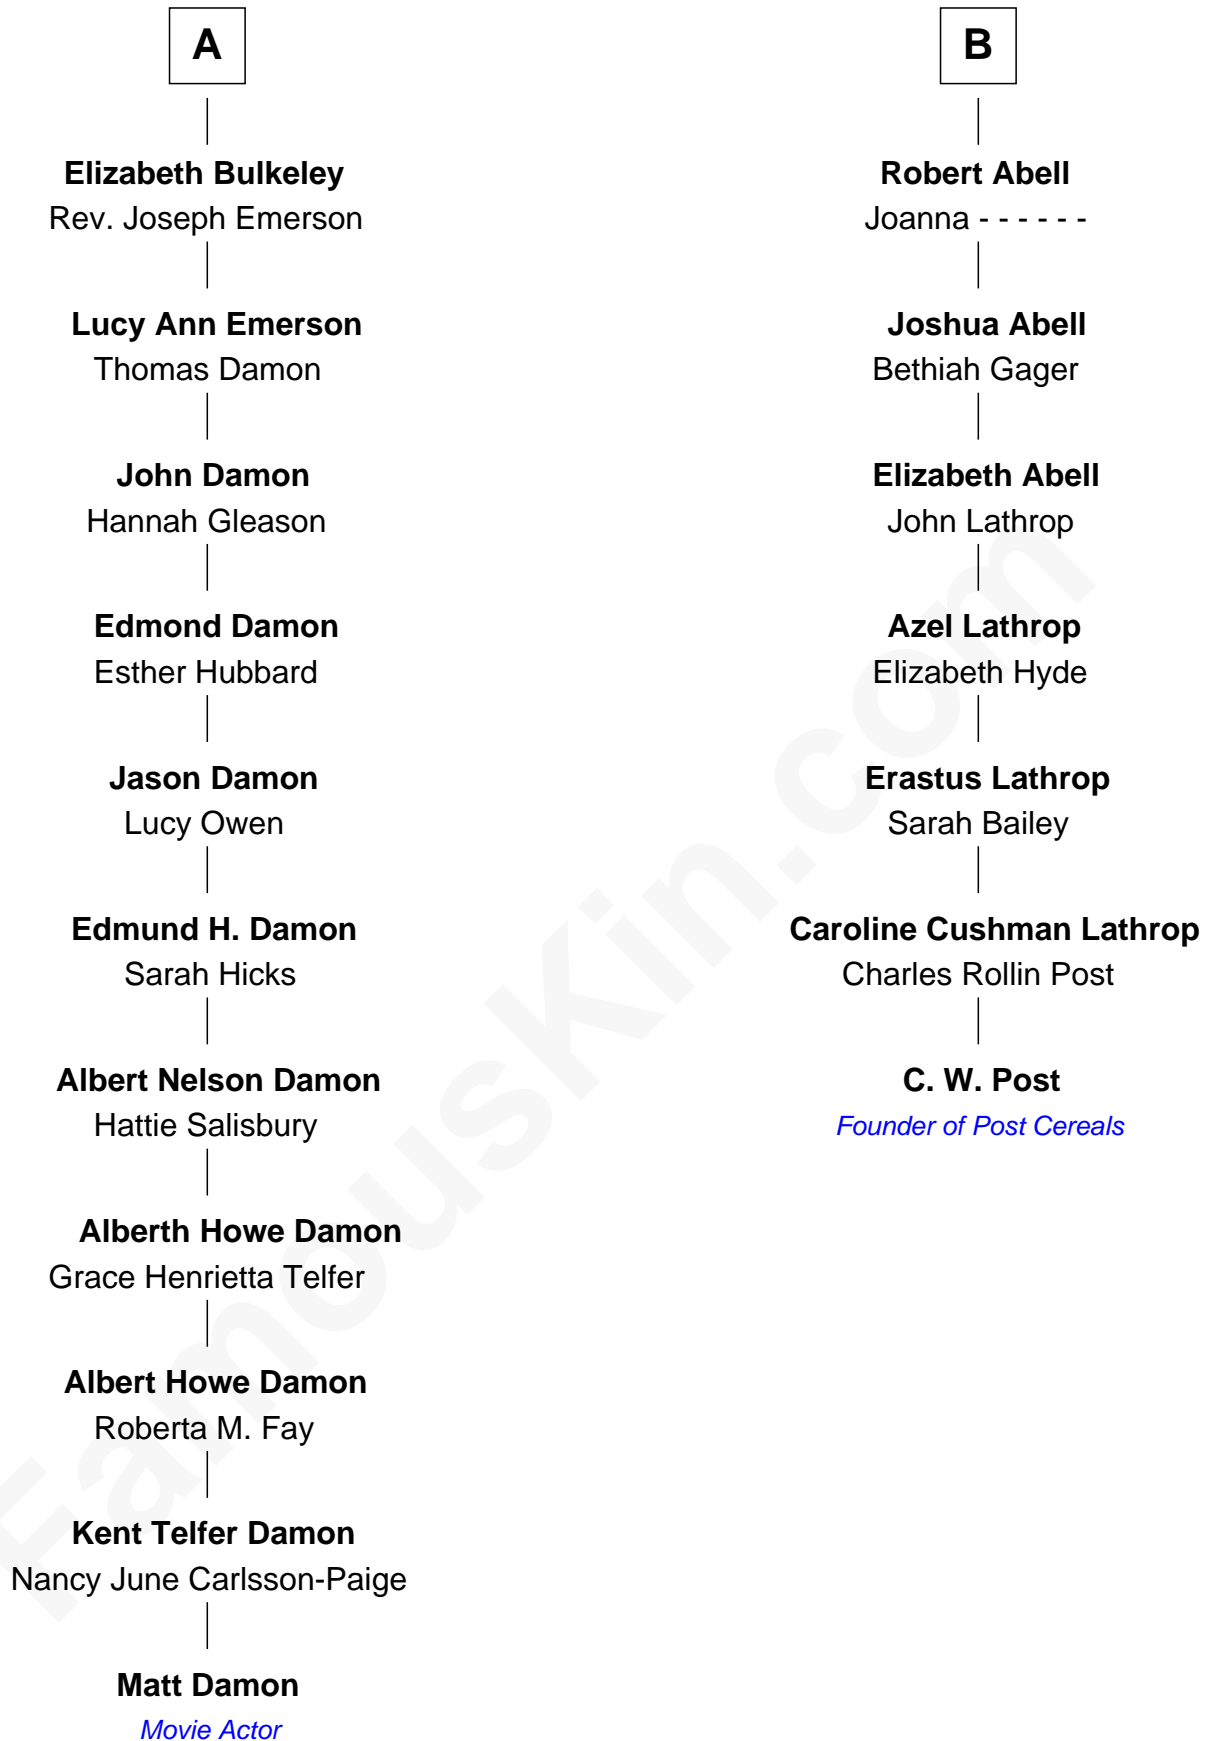 A
Elizabeth Bulkeley
Rev. Joseph Emerson
Lucy Ann Emerson
Thomas Damon
John Damon
Hannah Gleason
Edmond Damon
Esther Hubbard
Jason Damon
Lucy Owen
Edmund H. Damon
Sarah Hicks
Albert Nelson Damon
Hattie Salisbury
Alberth Howe Damon
Grace Henrietta Telfer
Albert Howe Damon
Roberta M. Fay
Kent Telfer Damon
Nancy June Carlsson-Paige
Matt Damon
Movie Actor
B
Robert Abell
Joanna - - - - - -
Joshua Abell
Bethiah Gager
Elizabeth Abell
John Lathrop
Azel Lathrop
Elizabeth Hyde
Erastus Lathrop
Sarah Bailey
Caroline Cushman Lathrop
Charles Rollin Post
C. W. Post
Founder of Post Cereals
FamousKin.com